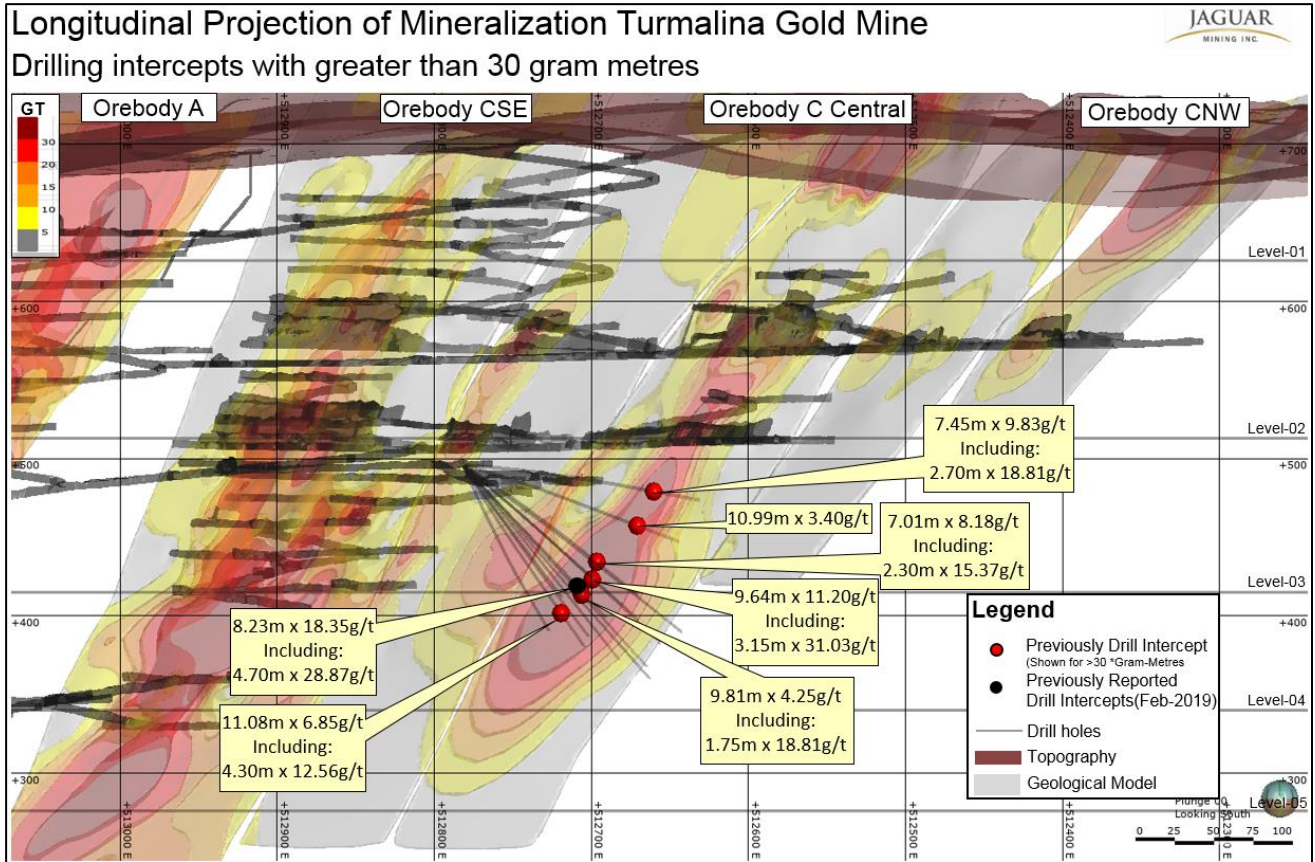 Longitudinal Projection of Mineralization Turmalina Gold Mine
Drilling intercepts with greater than 30 gram metres
JAGUAR
MINING INC.
GT
30
20
15
10
5
Orebody A
Orebody CSE
Orebody C Central
Orebody CNW
+512900 E
+512700 E
+512400 E
+700
Level-01
+600
+600
Level-02
+500
+500
7.45m x 9.83g/t
Including:
2.70m x 18.81g/t
10.99m x 3.40g/t
7.01m x 8.18g/t
Including:
2.30m x 15.37g/t
Level-03
9.64m x 11.20g/t
Including:
3.15m x 31.03g/t
8.23m x 18.35g/t
Including:
4.70m x 28.87g/t
+400
+400
9.81m x 4.25g/t
Including:
1.75m x 18.81g/t
11.08m x 6.85g/t
Including:
4.30m x 12.56g/t
Level-04
Legend
Previously Drill Intercept
(Shown for >30 *Gram-Metres
Previously Reported
Drill Intercepts(Feb-2019)
Drill holes
Topography
Geological Model
+300
+300
Level-05
Plunge 00
Looking South
0 25 50 75 100
+513000 E
+512900 E
+512800 E
+512700 E
+512600 E
+512500 E
+512400 E